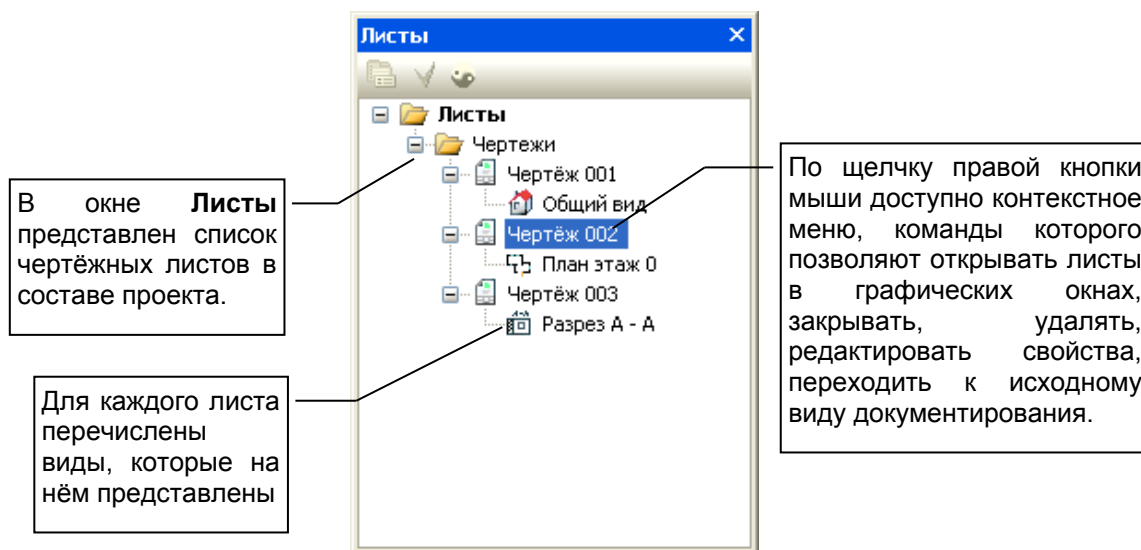 Листы
Листы
Чертежи
Чертёж 001
Общий вид
Чертёж 002
План этаж 0
Чертёж 003
Разрез А - А
В окне Листы
представлен список
чертёжных листов в
составе проекта.
Для каждого листа
перечислены
виды, которые на
нём представлены
По щелчку правой кнопки
мыши доступно контекстное
меню, команды которого
позволяют открывать листы
в графических окнах,
закрывать, удалять,
редактировать свойства,
переходить к исходному
виду документирования.